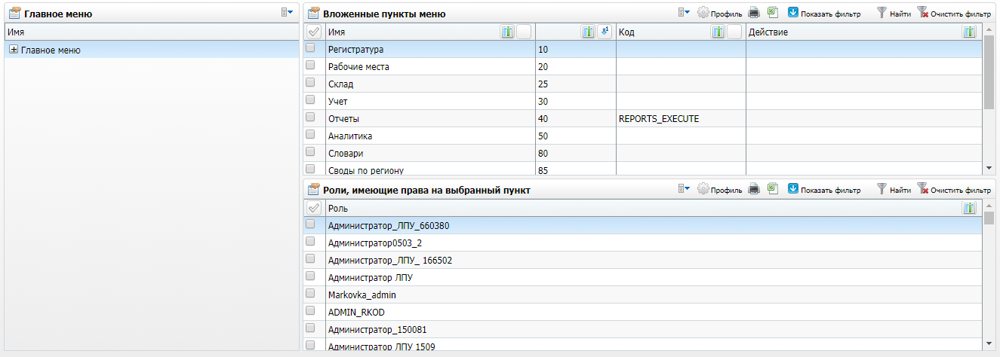 Главное меню
Имя
Главное меню
Вложенные пункты меню Профиль Показать фильтр Найти Очистить фильтр
Имя 1 Код Действие
Регистратура 10
Рабочие места 20
Склад 25
Учет 30
Отчеты 40 REPORTS_EXECUTE
Аналитика 50
Словари 80
Своды по региону 85
Роли, имеющие права на выбранный пункт Профиль Показать фильтр Найти Очистить фильтр
Роль
Администратор_ЛПУ_660380
Администратор0503_2
Администратор_ЛПУ_ 166502
Администратор ЛПУ
Markovka_admin
ADMIN_RKOD
Администратор_150081
Администратор ЛПУ 1509